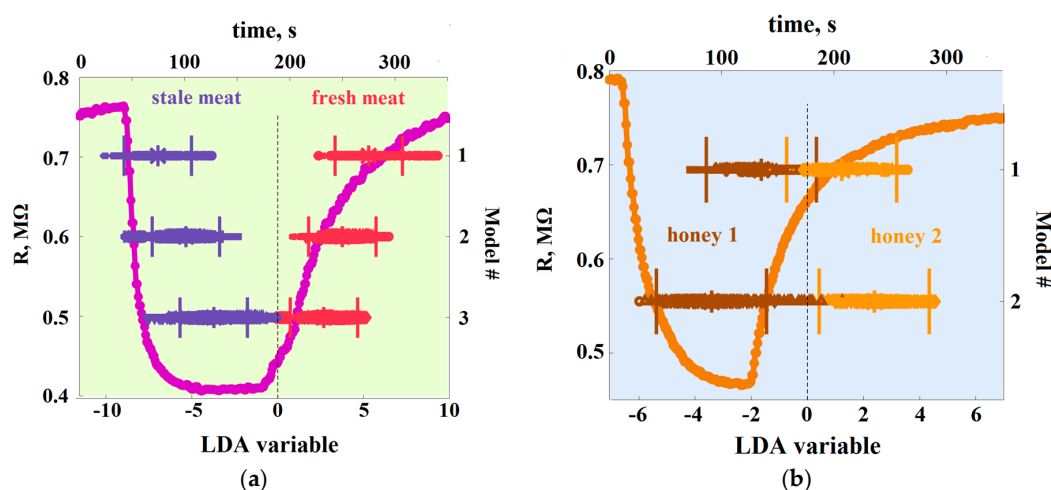 time, s
0 100 200 300
0.8
0.7
0.6
0.5
0.4
R, MΩ
stale meat fresh meat
1
2
3
Model #
-10 -5 0 5 10
LDA variable
(a)
time, s
0 100 200 300
0.8
0.7
0.6
0.5
R, MΩ
honey 1 honey 2
1
2
Model #
-6 -4 -2 0 2 4 6
LDA variable
(b)